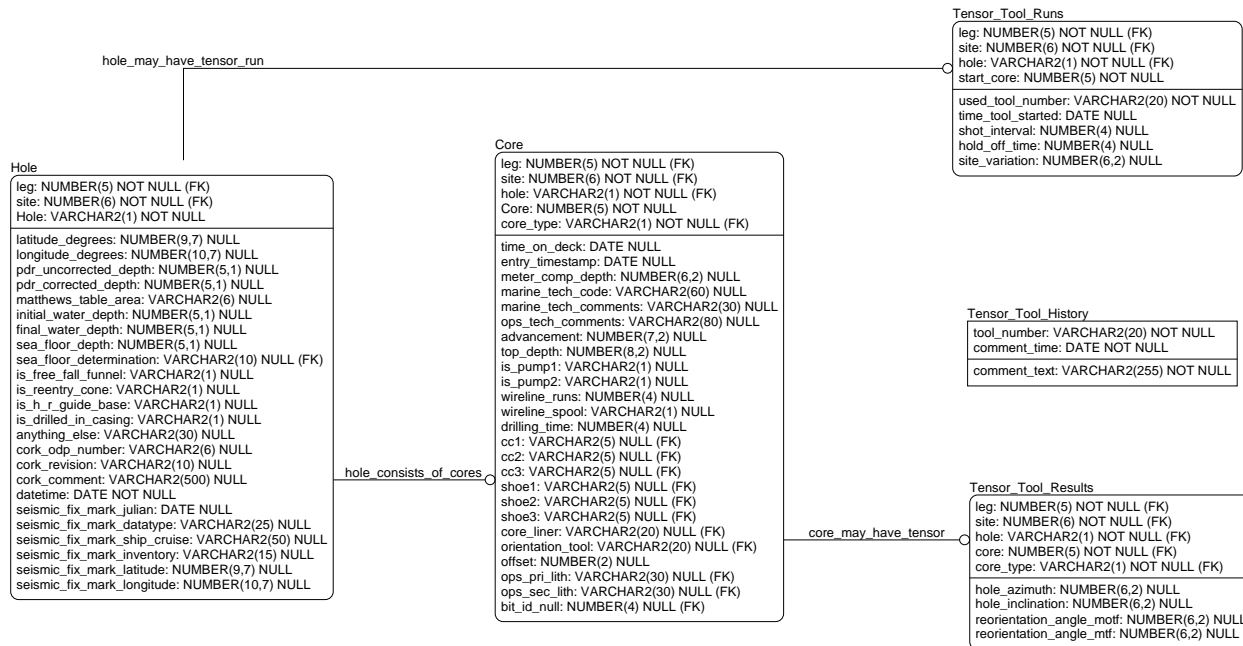 Tensor_Tool_Runs
leg: NUMBER(5) NOT NULL (FK)
site: NUMBER(6) NOT NULL (FK)
hole: VARCHAR2(1) NOT NULL (FK)
start_core: NUMBER(5) NOT NULL
used_tool_number: VARCHAR2(20) NOT NULL
time_tool_started: DATE NULL
shot_interval: NUMBER(4) NULL
hold_off_time: NUMBER(4) NULL
site_variation: NUMBER(6,2) NULL
hole_may_have_tensor_run
Hole
leg: NUMBER(5) NOT NULL (FK)
site: NUMBER(6) NOT NULL (FK)
Hole: VARCHAR2(1) NOT NULL
latitude_degrees: NUMBER(9,7) NULL
longitude_degrees: NUMBER(10,7) NULL
pdr_uncorrected_depth: NUMBER(5,1) NULL
pdr_corrected_depth: NUMBER(5,1) NULL
matthews_table_area: VARCHAR2(6) NULL
initial_water_depth: NUMBER(5,1) NULL
final_water_depth: NUMBER(5,1) NULL
sea_floor_depth: NUMBER(5,1) NULL
sea_floor_determination: VARCHAR2(10) NULL (FK)
is_free_fall_funnel: VARCHAR2(1) NULL
is_reentry_cone: VARCHAR2(1) NULL
is_h_r_guide_base: VARCHAR2(1) NULL
is_drilled_in_casing: VARCHAR2(1) NULL
anything_else: VARCHAR2(30) NULL
cork_odp_number: VARCHAR2(6) NULL
cork_revision: VARCHAR2(10) NULL
cork_comment: VARCHAR2(500) NULL
datetime: DATE NOT NULL
seismic_fix_mark_julian: DATE NULL
seismic_fix_mark_datatype: VARCHAR2(25) NULL
seismic_fix_mark_ship_cruise: VARCHAR2(50) NULL
seismic_fix_mark_inventory: VARCHAR2(15) NULL
seismic_fix_mark_latitude: NUMBER(9,7) NULL
seismic_fix_mark_longitude: NUMBER(10,7) NULL
hole_consists_of_cores
Core
leg: NUMBER(5) NOT NULL (FK)
site: NUMBER(6) NOT NULL (FK)
hole: VARCHAR2(1) NOT NULL (FK)
Core: NUMBER(5) NOT NULL
core_type: VARCHAR2(1) NOT NULL (FK)
time_on_deck: DATE NULL
entry_timestamp: DATE NULL
meter_comp_depth: NUMBER(6,2) NULL
marine_tech_code: VARCHAR2(60) NULL
marine_tech_comments: VARCHAR2(30) NULL
ops_tech_comments: VARCHAR2(80) NULL
advancement: NUMBER(7,2) NULL
top_depth: NUMBER(8,2) NULL
is_pump1: VARCHAR2(1) NULL
is_pump2: VARCHAR2(1) NULL
wireline_runs: NUMBER(4) NULL
wireline_spool: VARCHAR2(1) NULL
drilling_time: NUMBER(4) NULL
cc1: VARCHAR2(5) NULL (FK)
cc2: VARCHAR2(5) NULL (FK)
cc3: VARCHAR2(5) NULL (FK)
shoe1: VARCHAR2(5) NULL (FK)
shoe2: VARCHAR2(5) NULL (FK)
shoe3: VARCHAR2(5) NULL (FK)
core_liner: VARCHAR2(20) NULL (FK)
orientation_tool: VARCHAR2(20) NULL (FK)
offset: NUMBER(2) NULL
ops_pri_lith: VARCHAR2(30) NULL (FK)
ops_sec_lith: VARCHAR2(30) NULL (FK)
bit_id_null: NUMBER(4) NULL (FK)
Tensor_Tool_History
tool_number: VARCHAR2(20) NOT NULL
comment_time: DATE NOT NULL
comment_text: VARCHAR2(255) NOT NULL
core_may_have_tensor
Tensor_Tool_Results
leg: NUMBER(5) NOT NULL (FK)
site: NUMBER(6) NOT NULL (FK)
hole: VARCHAR2(1) NOT NULL (FK)
core: NUMBER(5) NOT NULL (FK)
core_type: VARCHAR2(1) NOT NULL (FK)
hole_azimuth: NUMBER(6,2) NULL
hole_inclination: NUMBER(6,2) NULL
reorientation_angle_motf: NUMBER(6,2) NULL
reorientation_angle_mtf: NUMBER(6,2) NULL